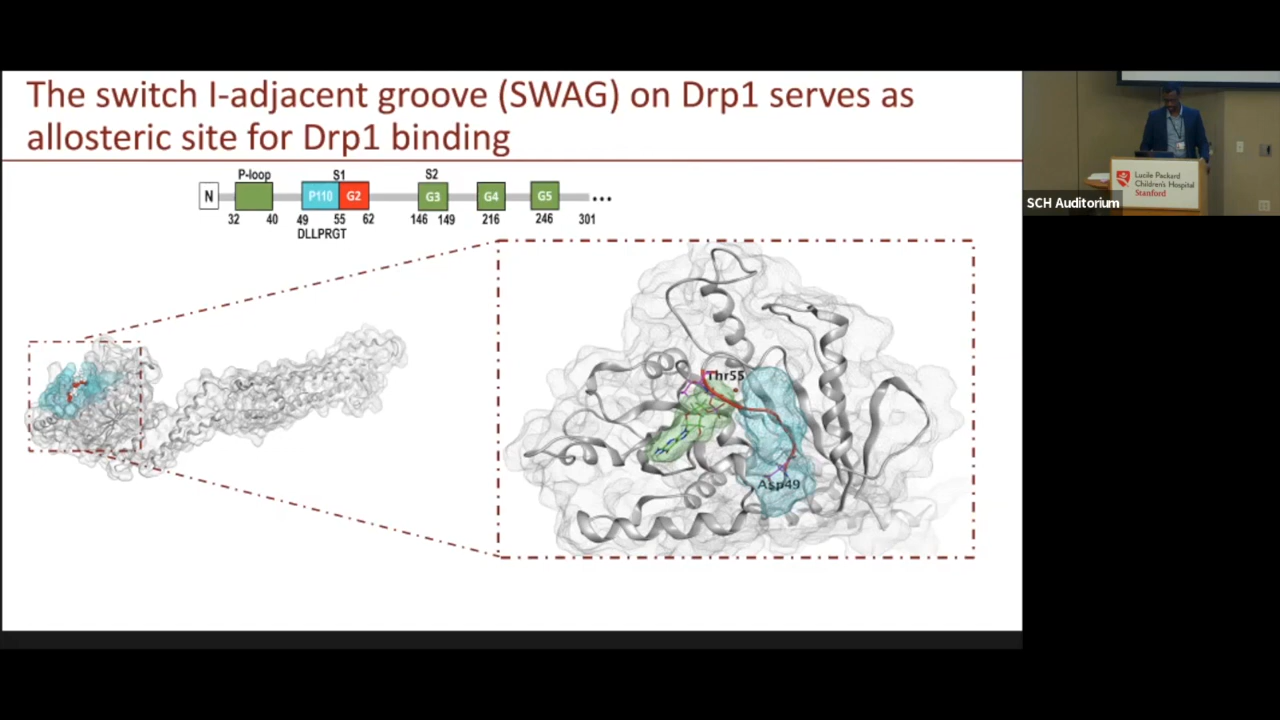 The switch I-adjacent groove (SWAG) on Drp1 serves as
allosteric site for Drp1 binding
P-loop S1 S2
N P110 G2 G3 G4 G5 ...
32 40 49 55 62 146 149 216 246 301
DLLPRGT
Thr55
Asp49
Lucile Packard
Children's Hospital
Stanford
SCH Auditorium